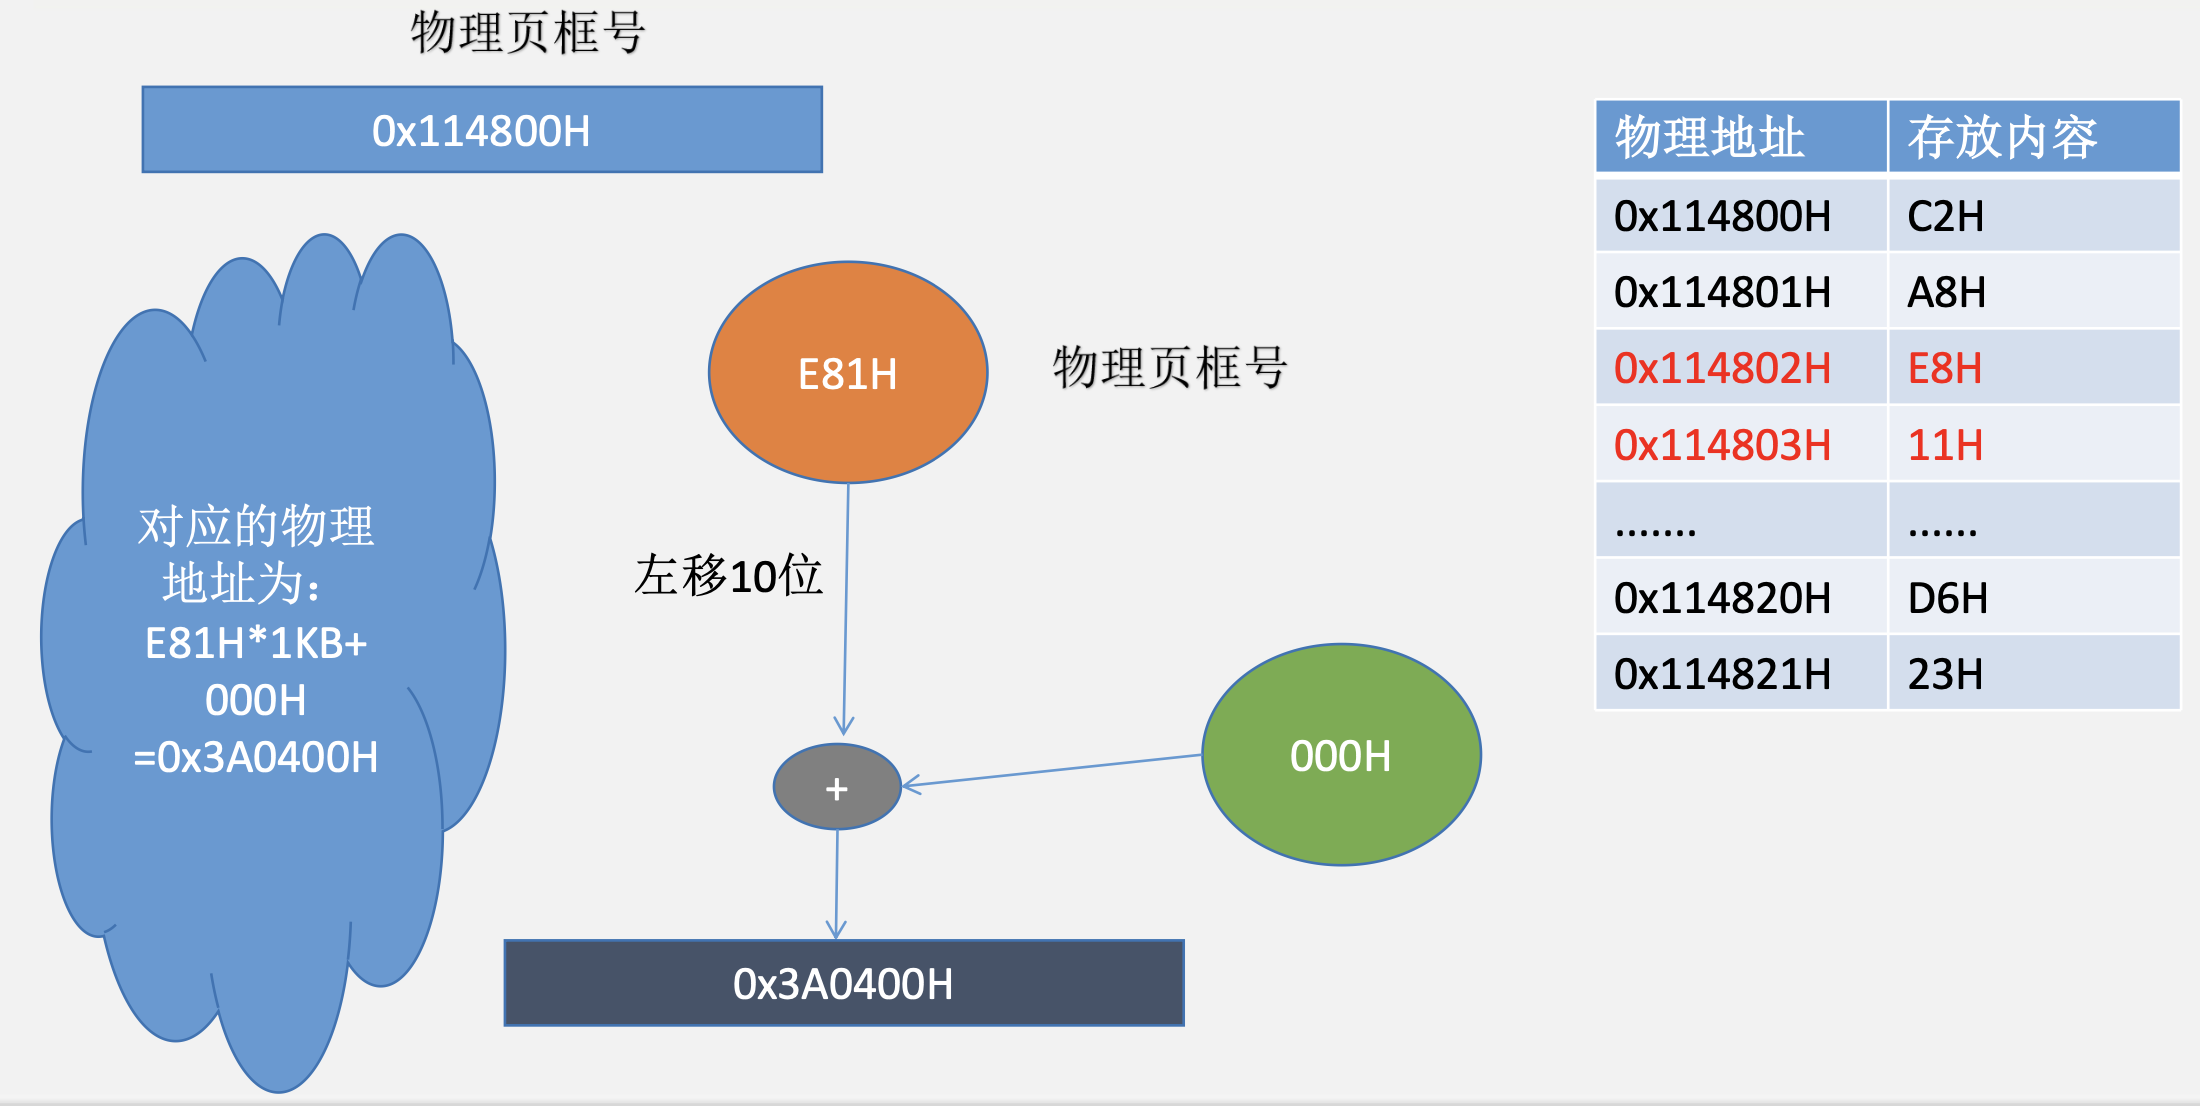 物理页框号
0x114800H
对应的物理
地址为：
E81H*1KB+
000H
=0x3A0400H
E81H
物理页框号
左移10位
000H
+
0x3A0400H
物理地址 存放内容
0x114800H C2H
0x114801H A8H
0x114802H E8H
0x114803H 11H
....... ......
0x114820H D6H
0x114821H 23H